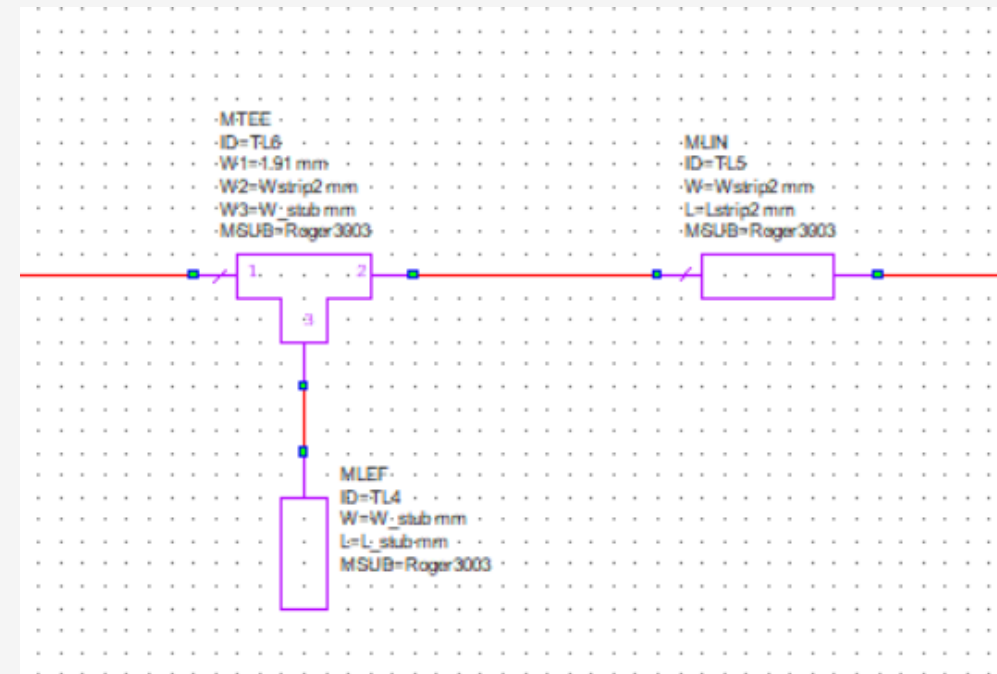 MTEE
ID=TL6
W1=1.91 mm
W2=Wstrip2 mm
W3=W_stub mm
MSUB=Roger3003
MLIN
ID=TL5
W=Wstrip2 mm
L=Lstrip2 mm
MSUB=Roger3003
1
2
3
MLEF
ID=TL4
W=W_stub mm
L=L_stub mm
MSUB=Roger3003